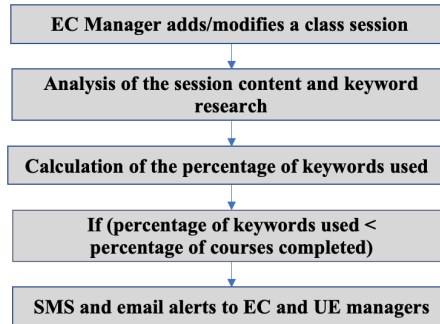 EC Manager adds/modifies a class session
Analysis of the session content and keyword
research
Calculation of the percentage of keywords used
If (percentage of keywords used <
percentage of courses completed)
SMS and email alerts to EC and UE managers